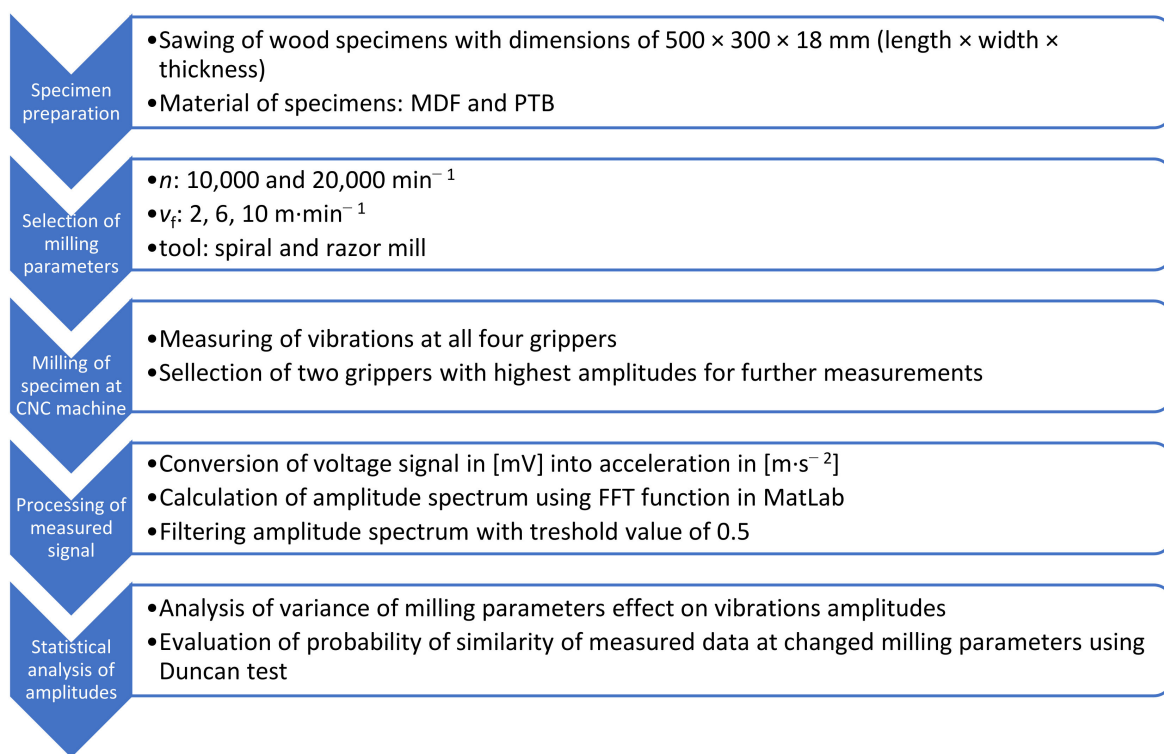 Specimen
preparation
•Sawing of wood specimens with dimensions of 500 × 300 × 18 mm (length × width ×
thickness)
•Material of specimens: MDF and PTB
Selection of
milling
parameters
•n: 10,000 and 20,000 min⁻ ¹
•v_f: 2, 6, 10 m·min⁻ ¹
•tool: spiral and razor mill
Milling of
specimen at
CNC machine
•Measuring of vibrations at all four grippers
•Sellection of two grippers with highest amplitudes for further measurements
Processing of
measured
signal
•Conversion of voltage signal in [mV] into acceleration in [m·s⁻ ²]
•Calculation of amplitude spectrum using FFT function in MatLab
•Filtering amplitude spectrum with treshold value of 0.5
Statistical
analysis of
amplitudes
•Analysis of variance of milling parameters effect on vibrations amplitudes
•Evaluation of probability of similarity of measured data at changed milling parameters using
Duncan test